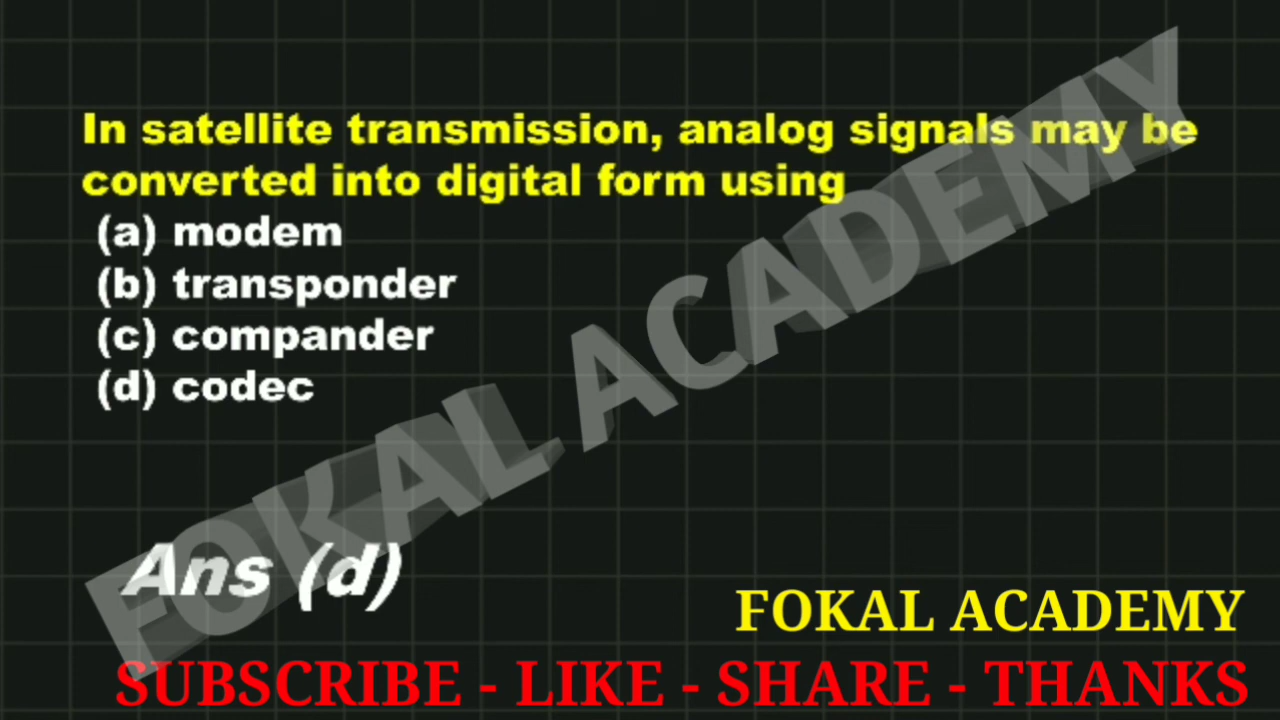 In satellite transmission, analog signals may be
converted into digital form using
(a) modem
(b) transponder
(c) compander
(d) codec
FOKAL ACADEMY
Ans (d)
FOKAL ACADEMY
SUBSCRIBE - LIKE - SHARE - THANKS